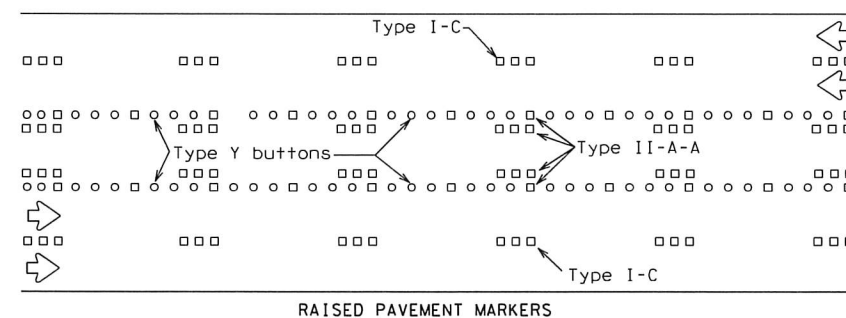 Type I-C
Type Y buttons
Type II-A-A
Type I-C
RAISED PAVEMENT MARKERS